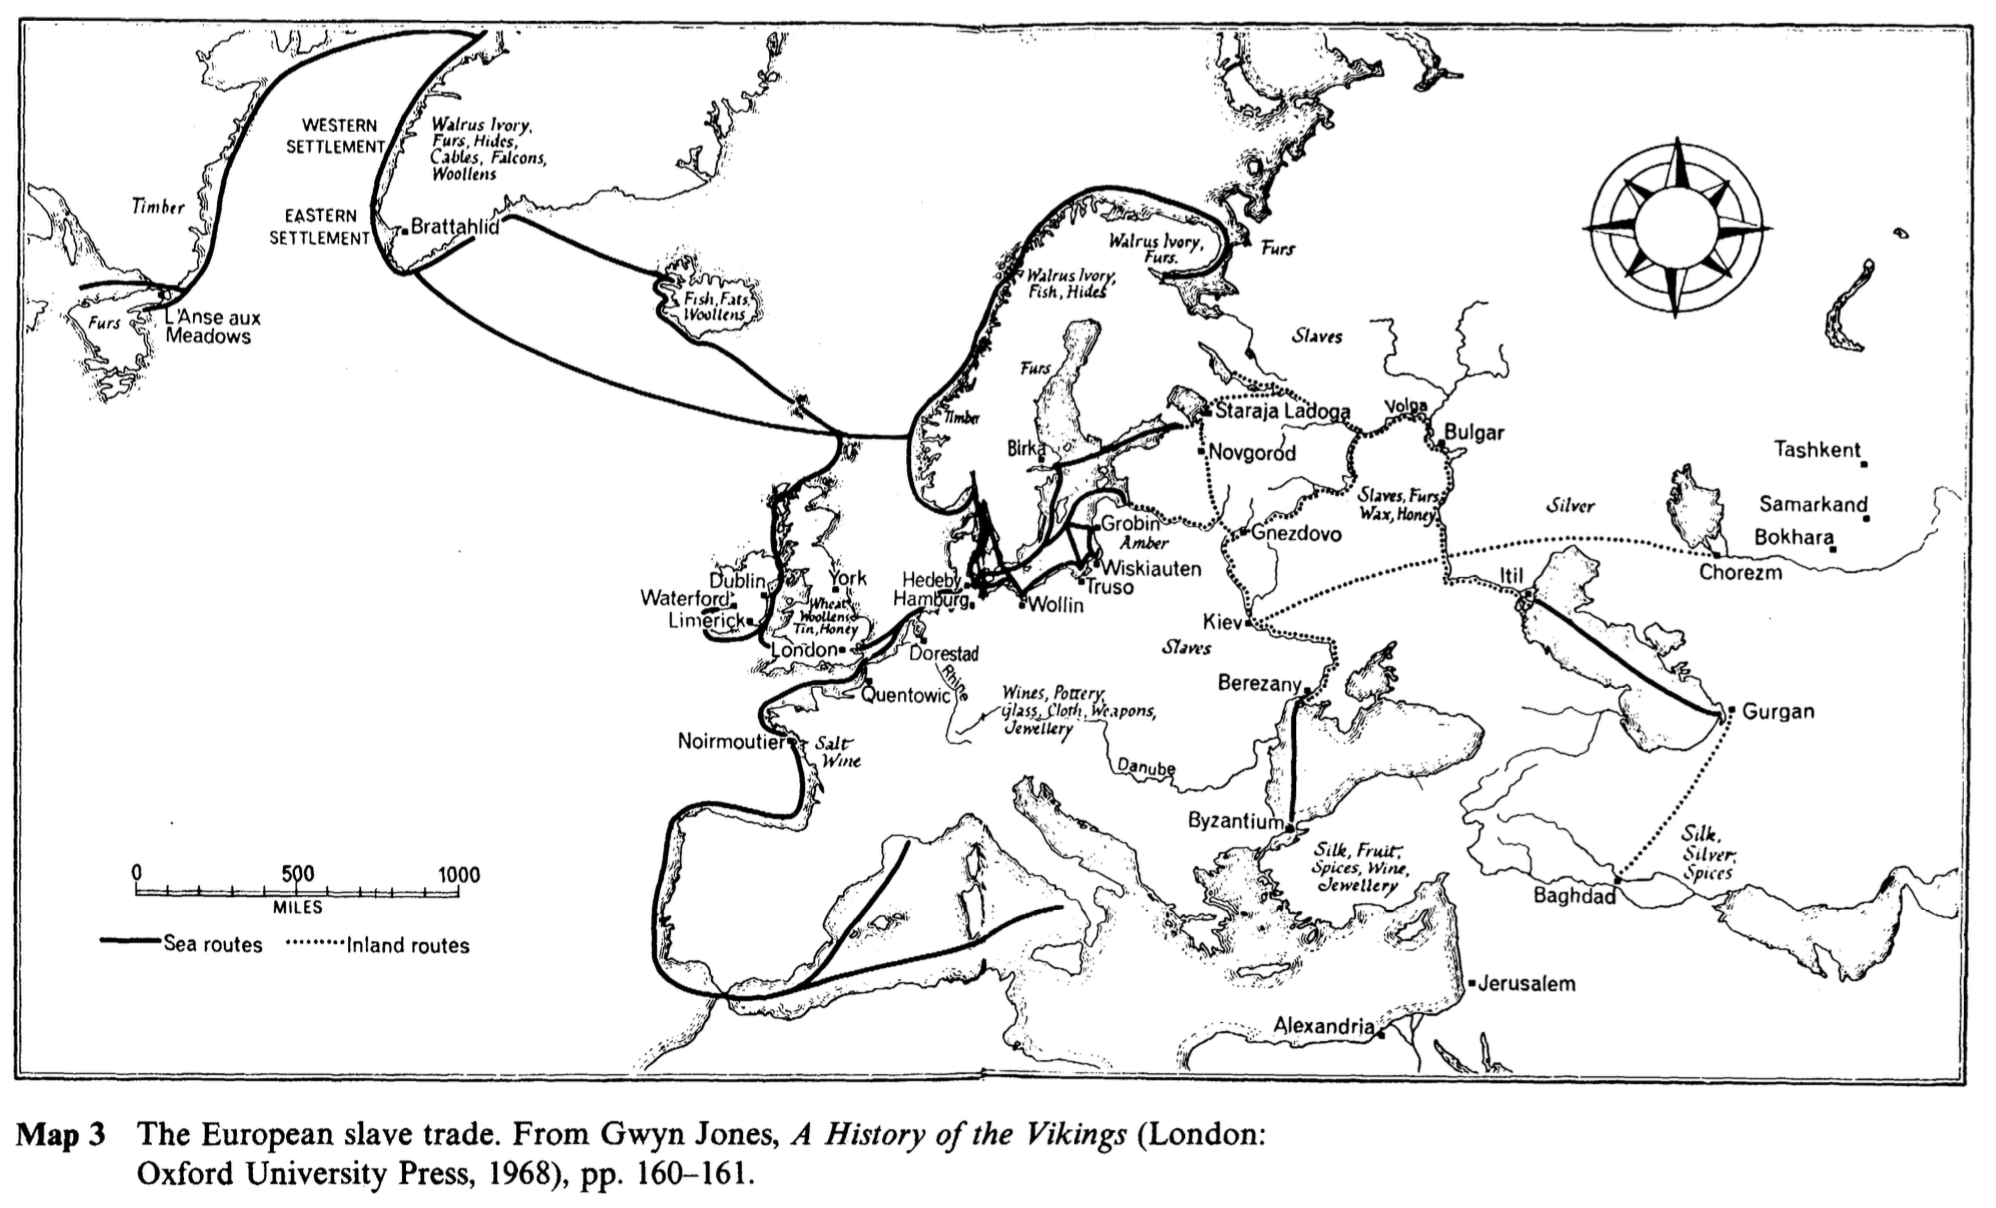 WESTERN
SETTLEMENT
Walrus Ivory,
Furs, Hides,
Cables, Falcons,
Woollens
Timber
EASTERN
SETTLEMENT
Brattahlid
Furs
L'Anse aux
Meadows
Fish, Fats,
Woollens
Walrus Ivory,
Furs.
Furs
Walrus Ivory,
Fish, Hides
Slaves
Furs
Timber
Staraja Ladoga
Volga
Bulgar
Birka
Novgorod
Tashkent
Slaves, Furs
Wax, Honey
Silver
Samarkand
Bokhara
Grobin
Amber
Gnezdovo
Wiskiauten
Truso
Chorezm
Itil
Dublin
York
Hedeby
Hamburg
Wollin
Waterford
Limerick
Wheat
Woollens
Tin, Honey
Kiev
London
Dorestad
Slaves
Rhine
Quentowic
Berezany
Wines, Pottery,
Glass, Cloth, Weapons,
Jewellery
Gurgan
Noirmoutier
Salt
Wine
Danube
Byzantium
Silk, Fruit,
Spices, Wine,
Jewellery
Silk,
Silver,
Spices
Baghdad
0 500 1000
MILES
Sea routes Inland routes
Jerusalem
Alexandria
Map 3 The European slave trade. From Gwyn Jones, A History of the Vikings (London:
Oxford University Press, 1968), pp. 160–161.